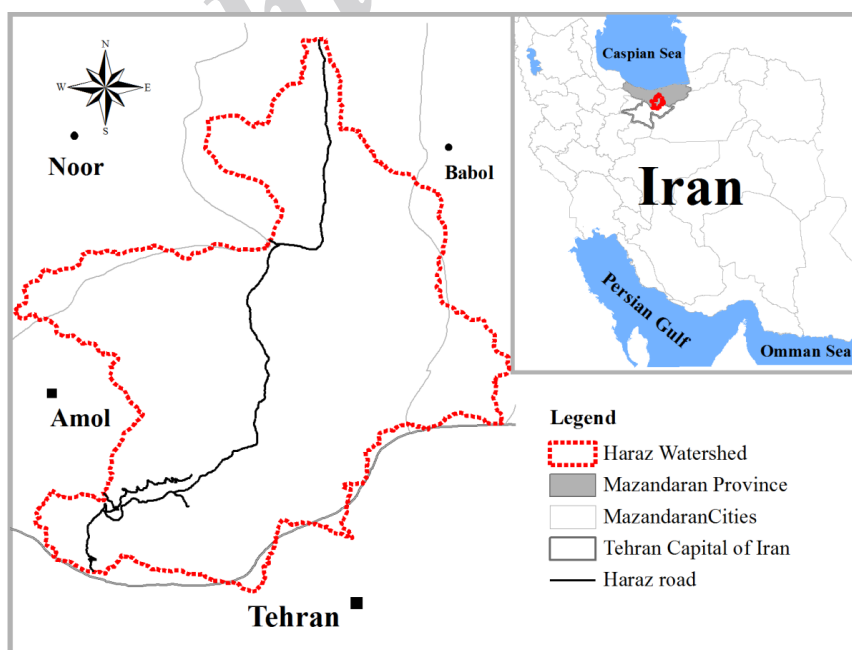 N
W
E
S
Noor
Babol
Amol
Tehran
Caspian Sea
Iran
Persian Gulf
Omman Sea
Legend
Haraz Watershed
Mazandaran Province
MazandaranCities
Tehran Capital of Iran
Haraz road